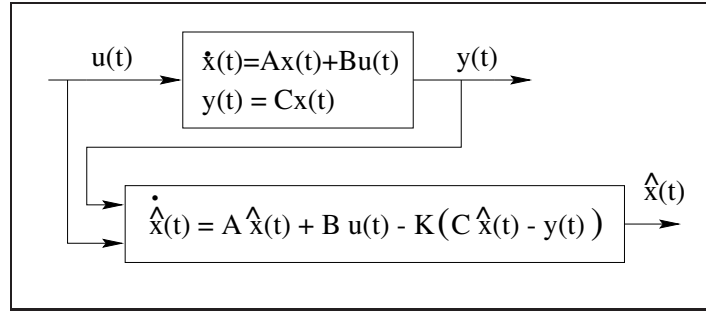 u(t)
ẋ(t)=Ax(t)+Bu(t)
y(t) = Cx(t)
y(t)
x̂̇(t) = A x̂(t) + B u(t) - K(C x̂(t) - y(t))
x̂(t)